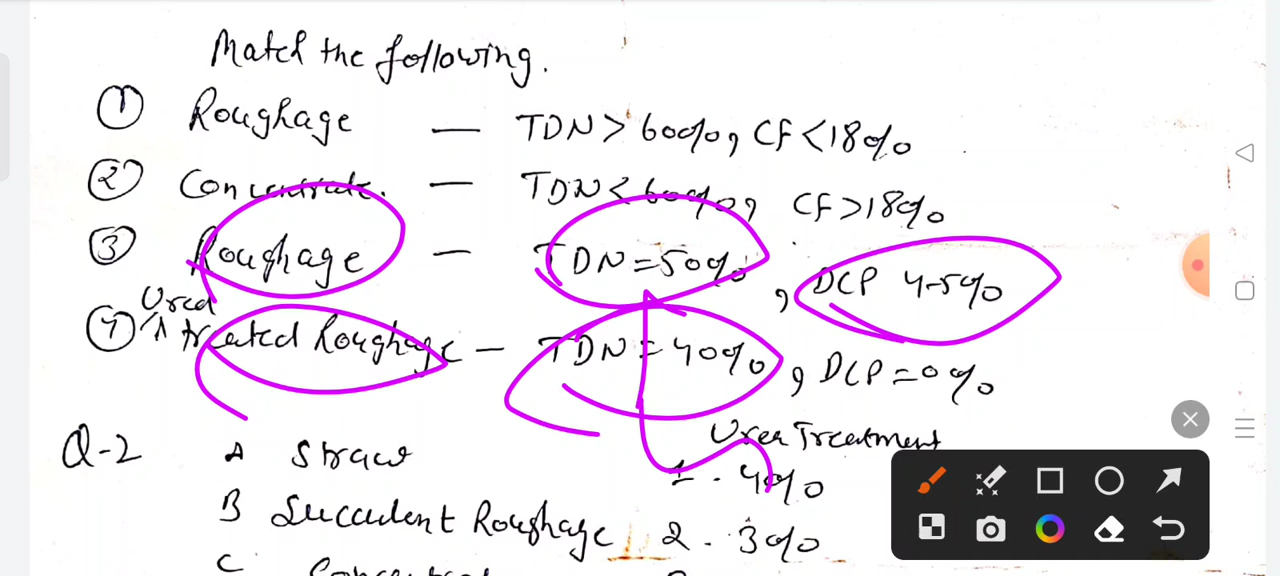 Match the following.
① Roughage — TDN > 60%, CF < 18%
② Concentrate. — TDN < 60%, CF > 18%
③ Roughage — TDN = 50%, DCP 4-5%
Urea
④ ^ treated Roughage — TDN = 40%, DCP = 0%
Urea Treatment
Q-2 A Straw 1. 4%
B Succulent Roughage 2. 3%
C